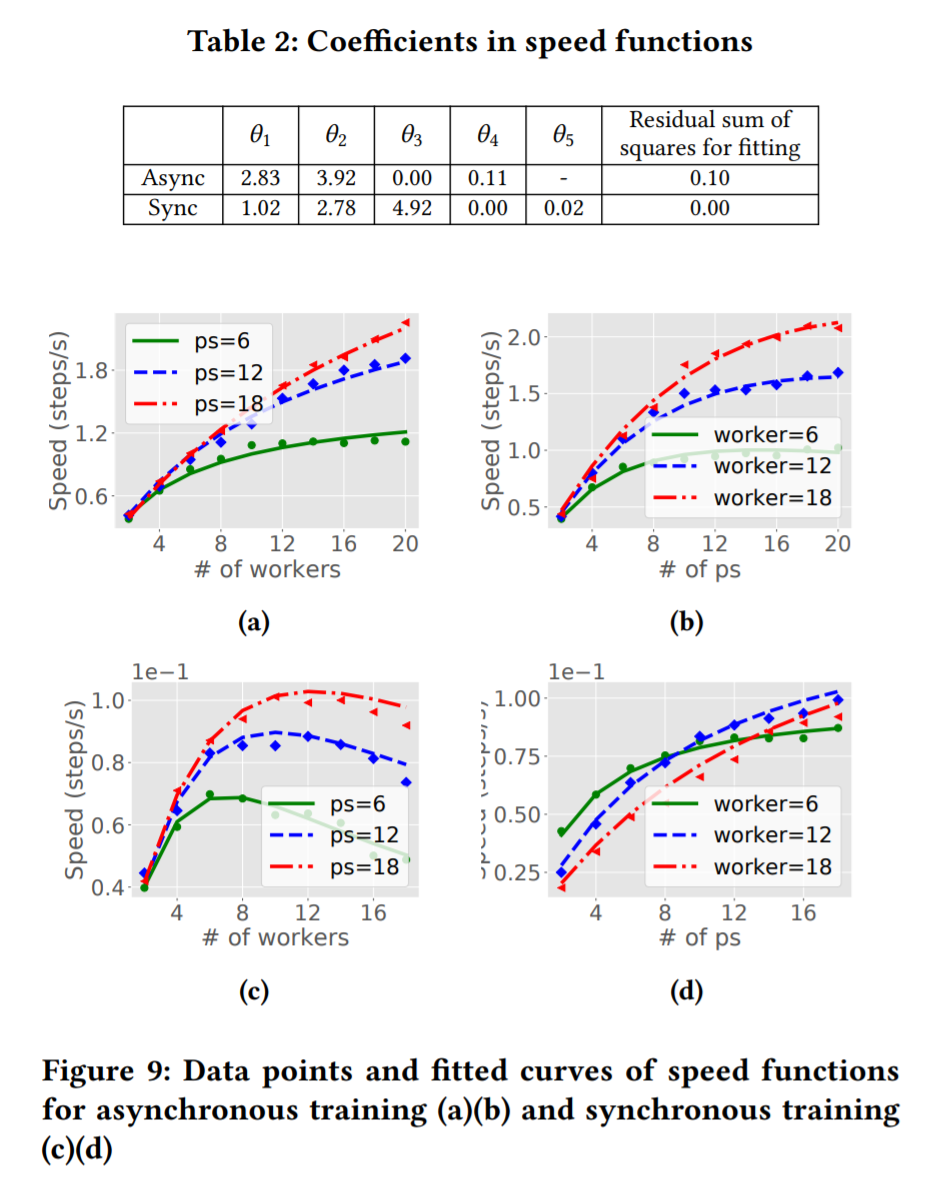 Table 2: Coefficients in speed functions
θ1 θ2 θ3 θ4 θ5 Residual sum of squares for fitting
Async 2.83 3.92 0.00 0.11 - 0.10
Sync 1.02 2.78 4.92 0.00 0.02 0.00
Speed (steps/s)
1.8
1.2
0.6
ps=6
ps=12
ps=18
4 8 12 16 20
# of workers
(a)
Speed (steps/s)
2.0
1.5
1.0
0.5
worker=6
worker=12
worker=18
4 8 12 16 20
# of ps
(b)
1e−1
Speed (steps/s)
1.0
0.8
0.6
0.4
ps=6
ps=12
ps=18
4 8 12 16
# of workers
(c)
1e−1
Speed (steps/s)
1.00
0.75
0.50
0.25
worker=6
worker=12
worker=18
4 8 12 16
# of ps
(d)
Figure 9: Data points and fitted curves of speed functions
for asynchronous training (a)(b) and synchronous training
(c)(d)